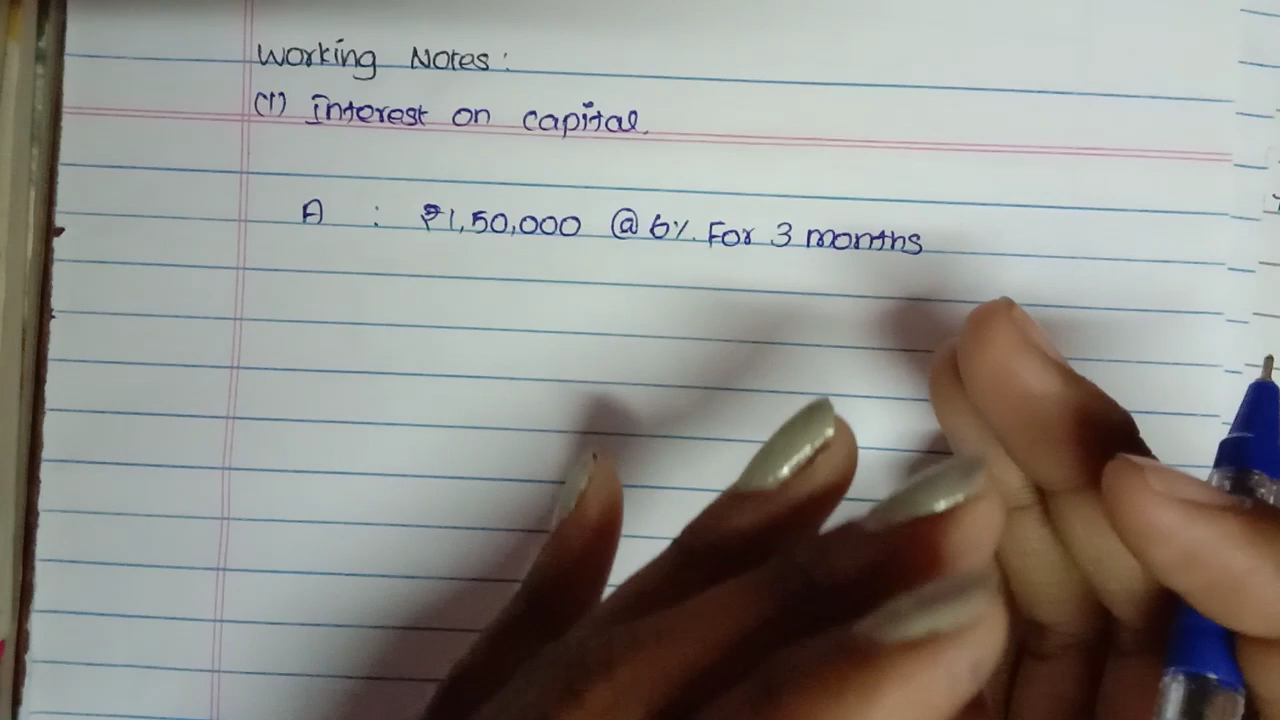 Working Notes:
(1) Interest on capital.
A : ₹1,50,000 @ 6% For 3 months